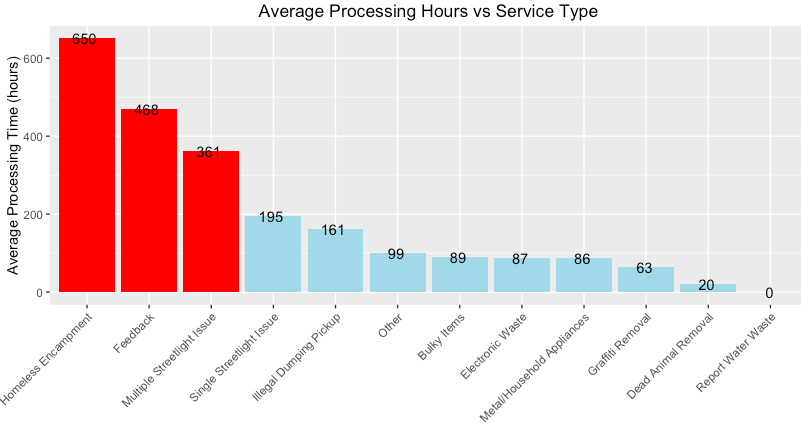 Average Processing Hours vs Service Type
Average Processing Time (hours)
600
400
200
0
650
468
361
195
161
99
89
87
86
63
20
0
Homeless Encampment
Feedback
Multiple Streetlight Issue
Single Streetlight Issue
Illegal Dumping Pickup
Other
Bulky Items
Electronic Waste
Metal/Household Appliances
Graffiti Removal
Dead Animal Removal
Report Water Waste